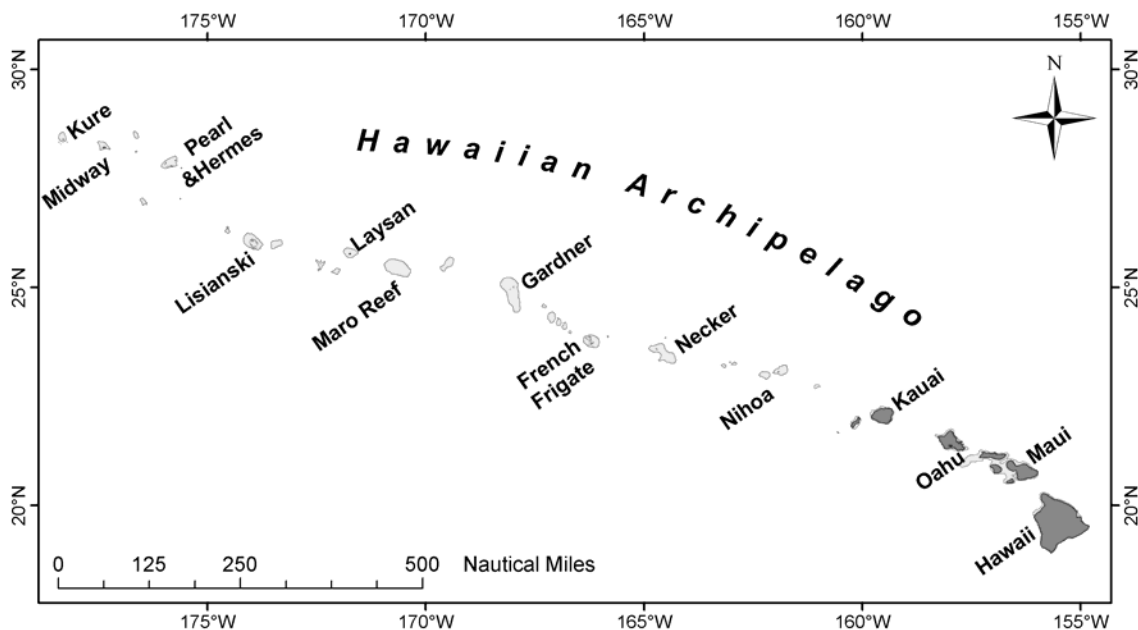 175°W 170°W 165°W 160°W 155°W
30°N 30°N
N
Kure
Midway
Pearl
&Hermes
Hawaiian Archipelago
Lisianski
Laysan
Maro Reef
Gardner
25°N 25°N
French
Frigate
Necker
Nihoa
Kauai
Oahu
Maui
20°N 20°N
Hawaii
0 125 250 500 Nautical Miles
175°W 170°W 165°W 160°W 155°W